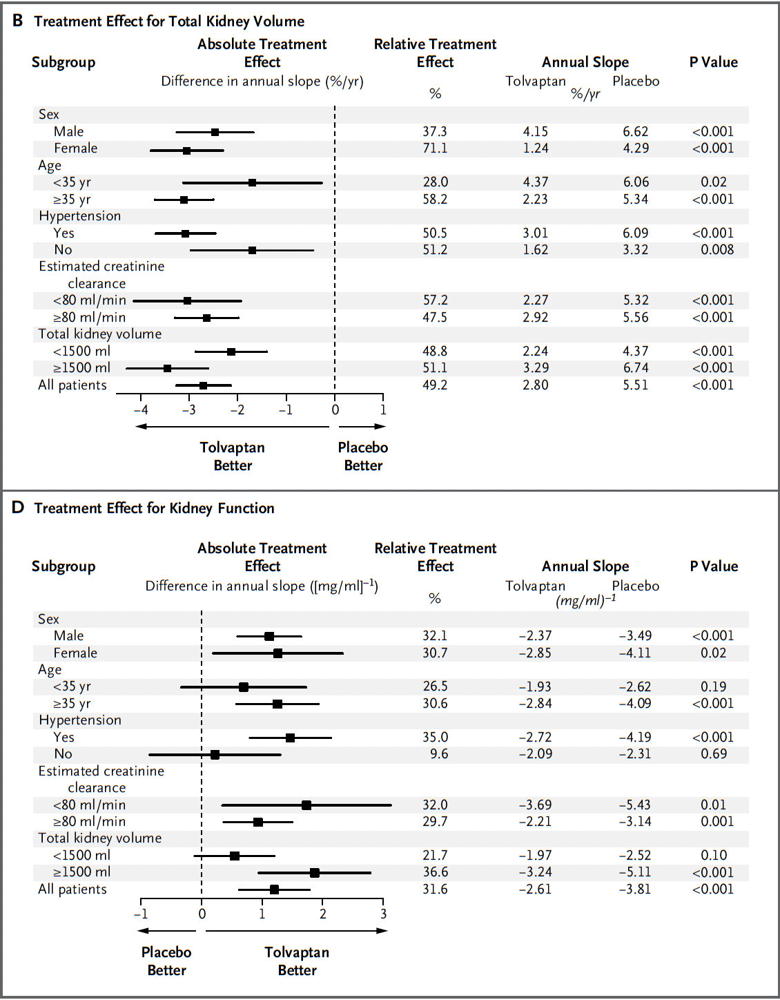 B Treatment Effect for Total Kidney Volume
Absolute Treatment Relative Treatment
Subgroup Effect Effect Annual Slope P Value
Difference in annual slope (%/yr) Tolvaptan Placebo
% %/yr
Sex
Male 37.3 4.15 6.62 <0.001
Female 71.1 1.24 4.29 <0.001
Age
<35 yr 28.0 4.37 6.06 0.02
≥35 yr 58.2 2.23 5.34 <0.001
Hypertension
Yes 50.5 3.01 6.09 <0.001
No 51.2 1.62 3.32 0.008
Estimated creatinine
clearance
<80 ml/min 57.2 2.27 5.32 <0.001
≥80 ml/min 47.5 2.92 5.56 <0.001
Total kidney volume
<1500 ml 48.8 2.24 4.37 <0.001
≥1500 ml 51.1 3.29 6.74 <0.001
All patients 49.2 2.80 5.51 <0.001
−4 −3 −2 −1 0 1
Tolvaptan Placebo
Better Better
D Treatment Effect for Kidney Function
Absolute Treatment Relative Treatment
Subgroup Effect Effect Annual Slope P Value
Difference in annual slope ([mg/ml]⁻¹) Tolvaptan Placebo
% (mg/ml)⁻¹
Sex
Male 32.1 −2.37 −3.49 <0.001
Female 30.7 −2.85 −4.11 0.02
Age
<35 yr 26.5 −1.93 −2.62 0.19
≥35 yr 30.6 −2.84 −4.09 <0.001
Hypertension
Yes 35.0 −2.72 −4.19 <0.001
No 9.6 −2.09 −2.31 0.69
Estimated creatinine
clearance
<80 ml/min 32.0 −3.69 −5.43 0.01
≥80 ml/min 29.7 −2.21 −3.14 0.001
Total kidney volume
<1500 ml 21.7 −1.97 −2.52 0.10
≥1500 ml 36.6 −3.24 −5.11 <0.001
All patients 31.6 −2.61 −3.81 <0.001
−1 0 1 2 3
Placebo Tolvaptan
Better Better